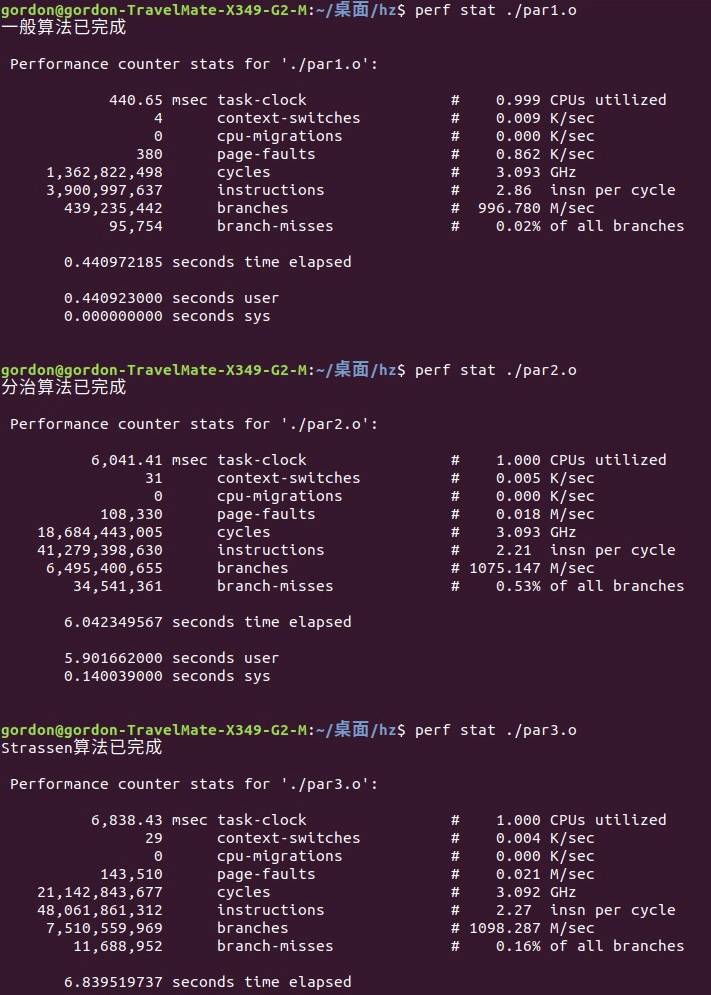 gordon@gordon-TravelMate-X349-G2-M:~/桌面/hz$ perf stat ./par1.o
一般算法已完成
Performance counter stats for './par1.o':
440.65 msec task-clock # 0.999 CPUs utilized
4 context-switches # 0.009 K/sec
0 cpu-migrations # 0.000 K/sec
380 page-faults # 0.862 K/sec
1,362,822,498 cycles # 3.093 GHz
3,900,997,637 instructions # 2.86 insn per cycle
439,235,442 branches # 996.780 M/sec
95,754 branch-misses # 0.02% of all branches
0.440972185 seconds time elapsed
0.440923000 seconds user
0.000000000 seconds sys
gordon@gordon-TravelMate-X349-G2-M:~/桌面/hz$ perf stat ./par2.o
分治算法已完成
Performance counter stats for './par2.o':
6,041.41 msec task-clock # 1.000 CPUs utilized
31 context-switches # 0.005 K/sec
0 cpu-migrations # 0.000 K/sec
108,330 page-faults # 0.018 M/sec
18,684,443,005 cycles # 3.093 GHz
41,279,398,630 instructions # 2.21 insn per cycle
6,495,400,655 branches # 1075.147 M/sec
34,541,361 branch-misses # 0.53% of all branches
6.042349567 seconds time elapsed
5.901662000 seconds user
0.140039000 seconds sys
gordon@gordon-TravelMate-X349-G2-M:~/桌面/hz$ perf stat ./par3.o
Strassen算法已完成
Performance counter stats for './par3.o':
6,838.43 msec task-clock # 1.000 CPUs utilized
29 context-switches # 0.004 K/sec
0 cpu-migrations # 0.000 K/sec
143,510 page-faults # 0.021 M/sec
21,142,843,677 cycles # 3.092 GHz
48,061,861,312 instructions # 2.27 insn per cycle
7,510,559,969 branches # 1098.287 M/sec
11,688,952 branch-misses # 0.16% of all branches
6.839519737 seconds time elapsed